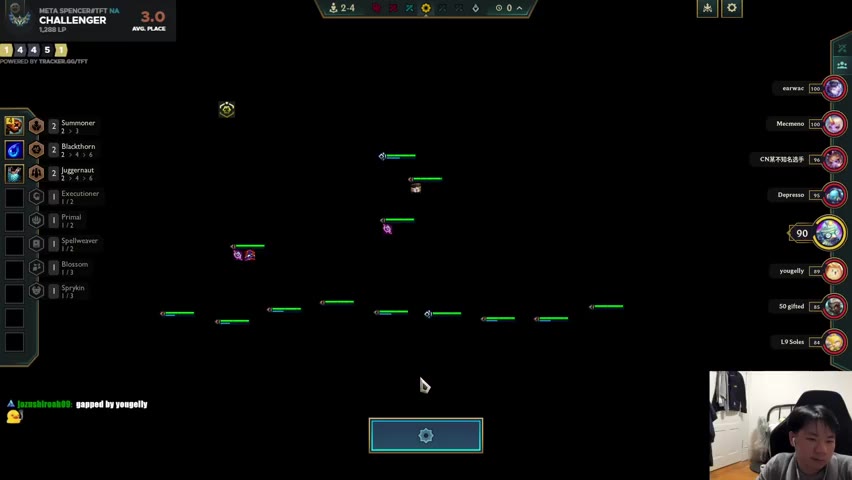 META SPENCER#TFT NA
CHALLENGER
1,288 LP
3.0
AVG. PLACE
1 4 4 5 1
POWERED BY TRACKER.GG/TFT
2-4
0
2 Summoner
2 > 3
2 Blackthorn
2 > 4 > 6
2 Juggernaut
2 > 4 > 6
1 Executioner
1 / 2
1 Primal
1 / 2
1 Spellweaver
1 / 2
1 Blossom
1 / 3
1 Sprykin
1 / 3
earwac 100
Mecmeno 100
CN某不知名选手 96
Depresso 95
90
yougelly 89
50 gifted 85
L9 Soles 84
gapped by yougelly